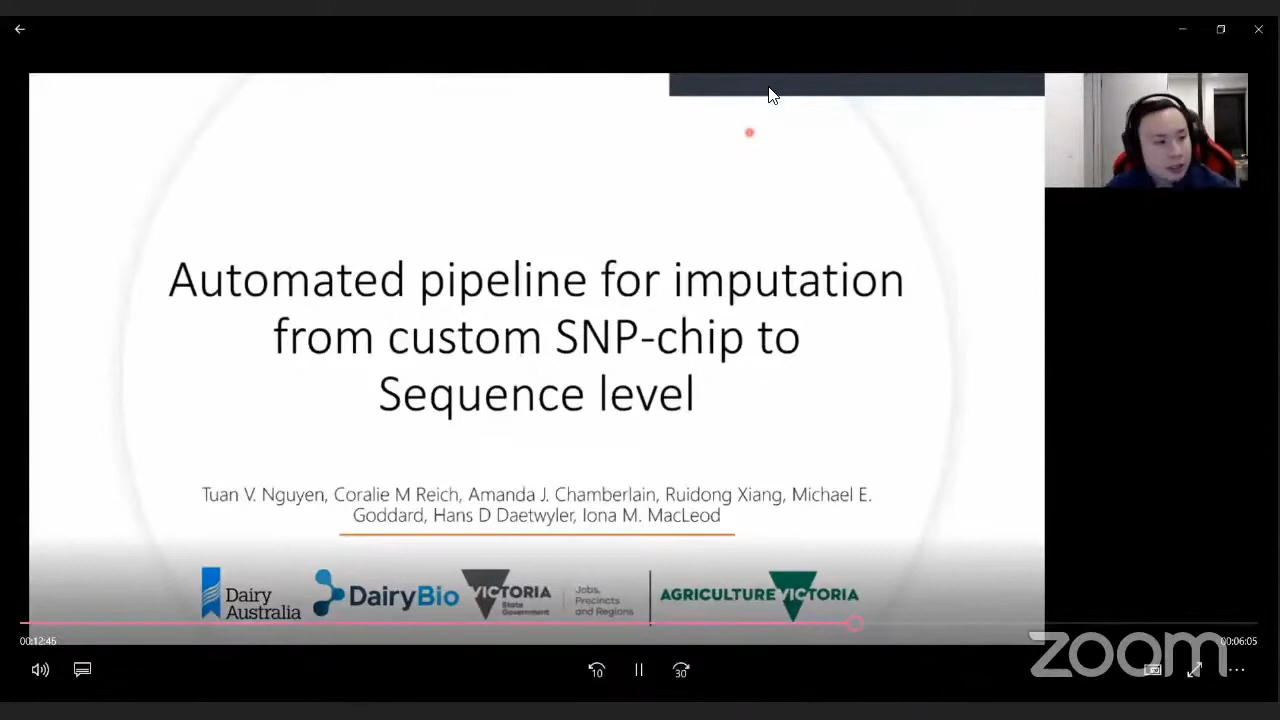 Automated pipeline for imputation
from custom SNP-chip to
Sequence level
Tuan V. Nguyen, Coralie M Reich, Amanda J. Chamberlain, Ruidong Xiang, Michael E.
Goddard, Hans D Daetwyler, Iona M. MacLeod
Dairy
Australia
DairyBio
VICTORIA
State
Government
Jobs,
Precincts
and Regions
AGRICULTURE VICTORIA
00:12:45
00:06:05
10
30
zoom